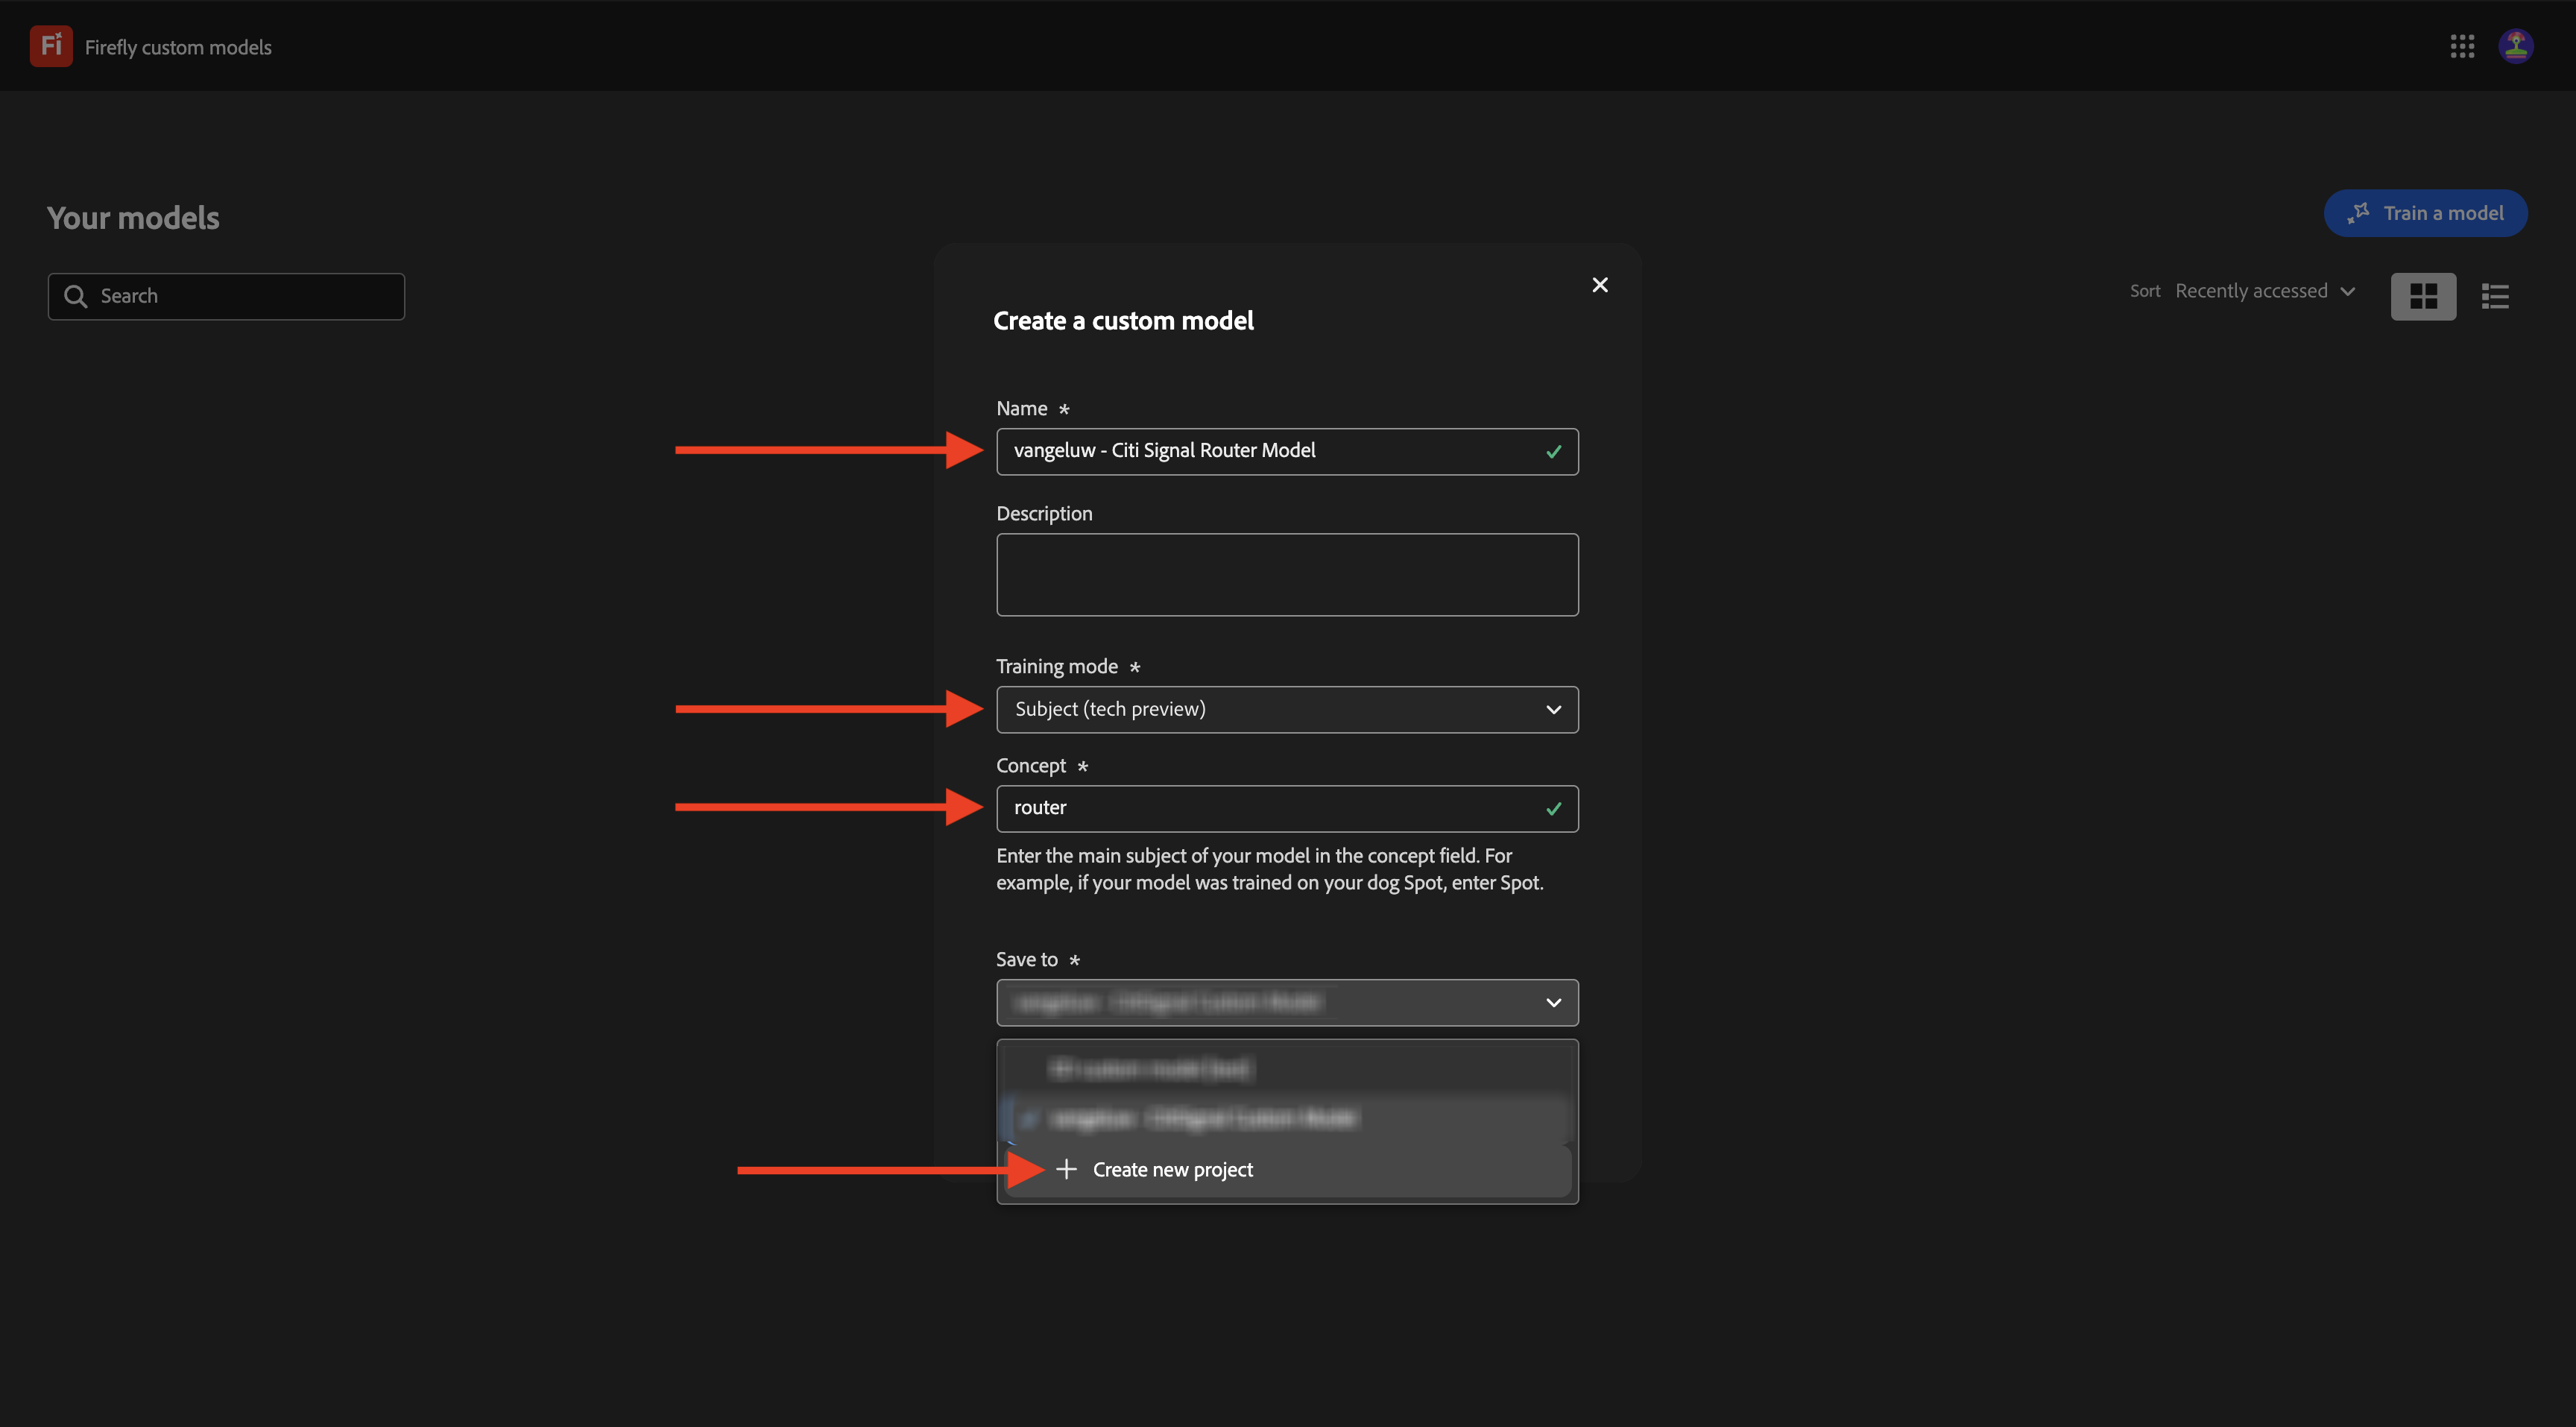 Fi
Firefly custom models
Your models
Train a model
Search
Sort Recently accessed
Create a custom model
Name *
vangeluw - Citi Signal Router Model
Description
Training mode *
Subject (tech preview)
Concept *
router
Enter the main subject of your model in the concept field. For
example, if your model was trained on your dog Spot, enter Spot.
Save to *
Create new project